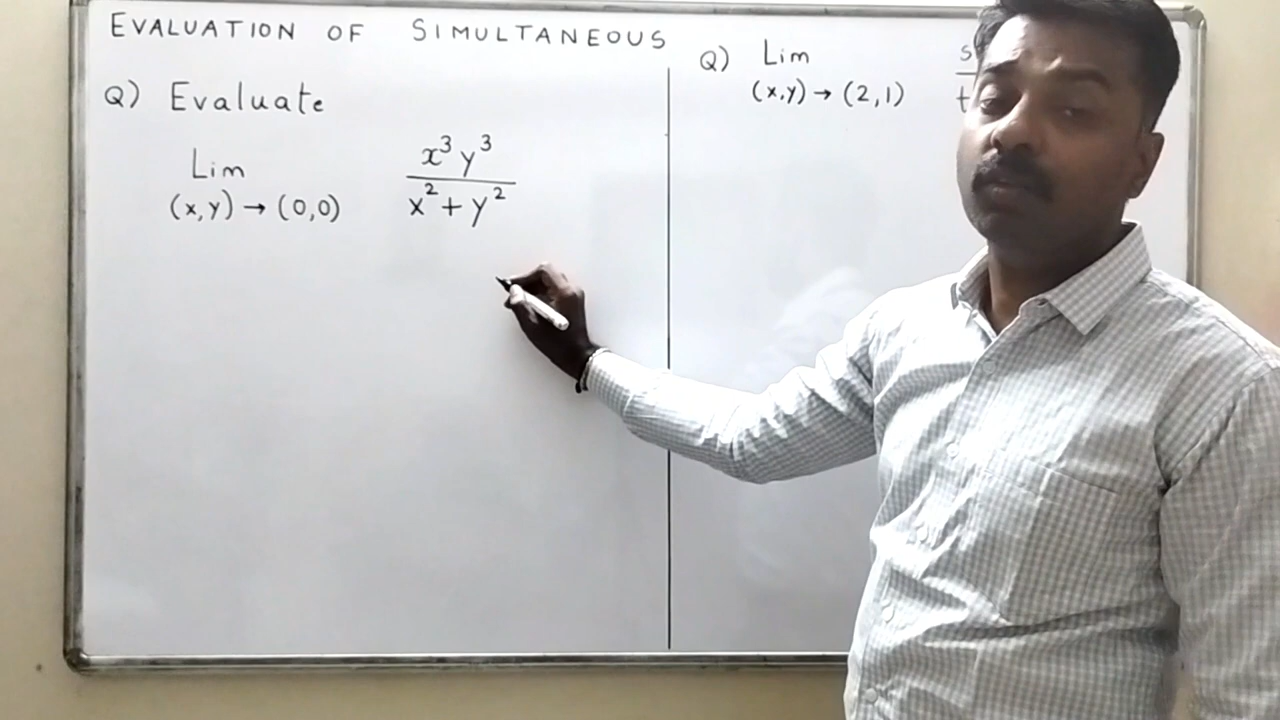 EVALUATION OF SIMULTANEOUS
Q) Evaluate
Lim
(x,y) → (0,0)
x³y³
x² + y²
Q) Lim
(x,y) → (2,1)